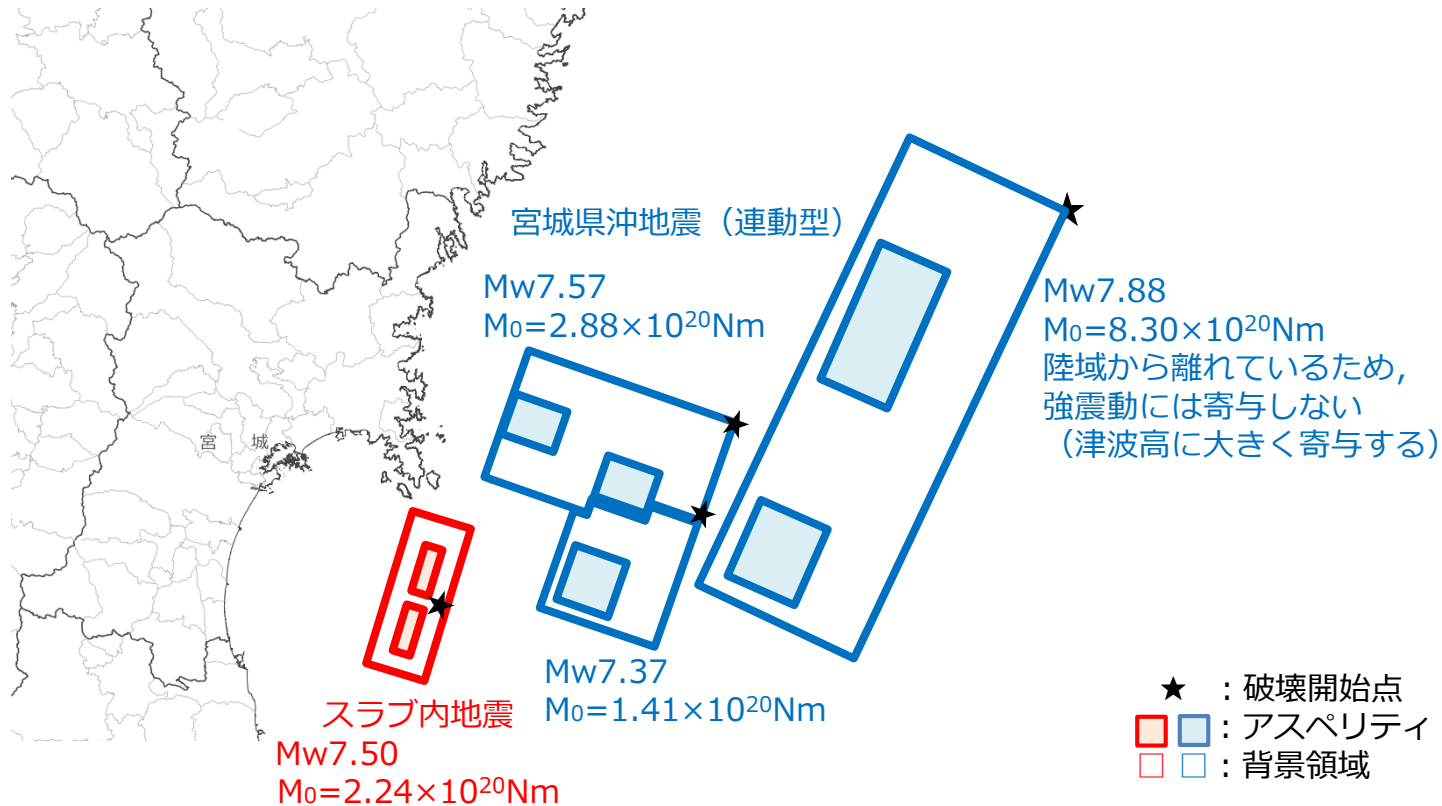 宮城県沖地震（連動型）
Mw7.57
M0=2.88×10²⁰Nm
Mw7.88
M0=8.30×10²⁰Nm
陸域から離れているため，
強震動には寄与しない
（津波高に大きく寄与する）
宮 城
Mw7.37
M0=1.41×10²⁰Nm
スラブ内地震
Mw7.50
M0=2.24×10²⁰Nm
★ ：破壊開始点
：アスペリティ
：背景領域